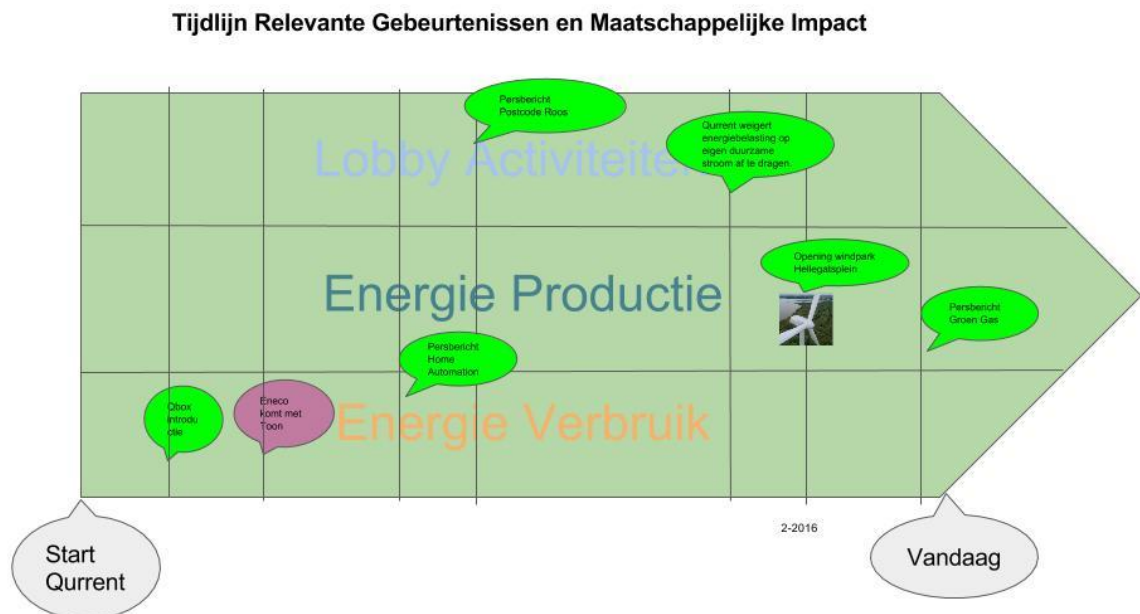 Tijdlijn Relevante Gebeurtenissen en Maatschappelijke Impact
Persbericht
Postcode Roos
Qurrent weigert
energiebelasting op
eigen duurzame
stroom af te dragen.
Lobby Activiteiten
Opening windpark
Hellegatsplein
Energie Productie
Persbericht
Groen Gas
Persbericht
Home
Automation
Qbox
introdu
ctie
Eneco
komt met
Toon
Energie Verbruik
2-2016
Start
Qurrent
Vandaag